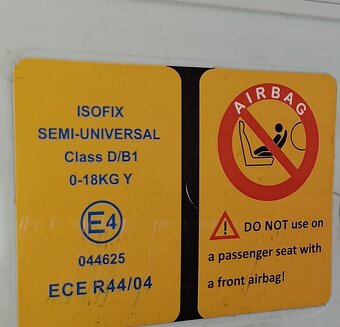 ISOFIX
SEMI-UNIVERSAL
Class D/B1
0-18KG Y
E4
044625
ECE R44/04
AIRBAG
DO NOT use on
a passenger seat with
a front airbag!